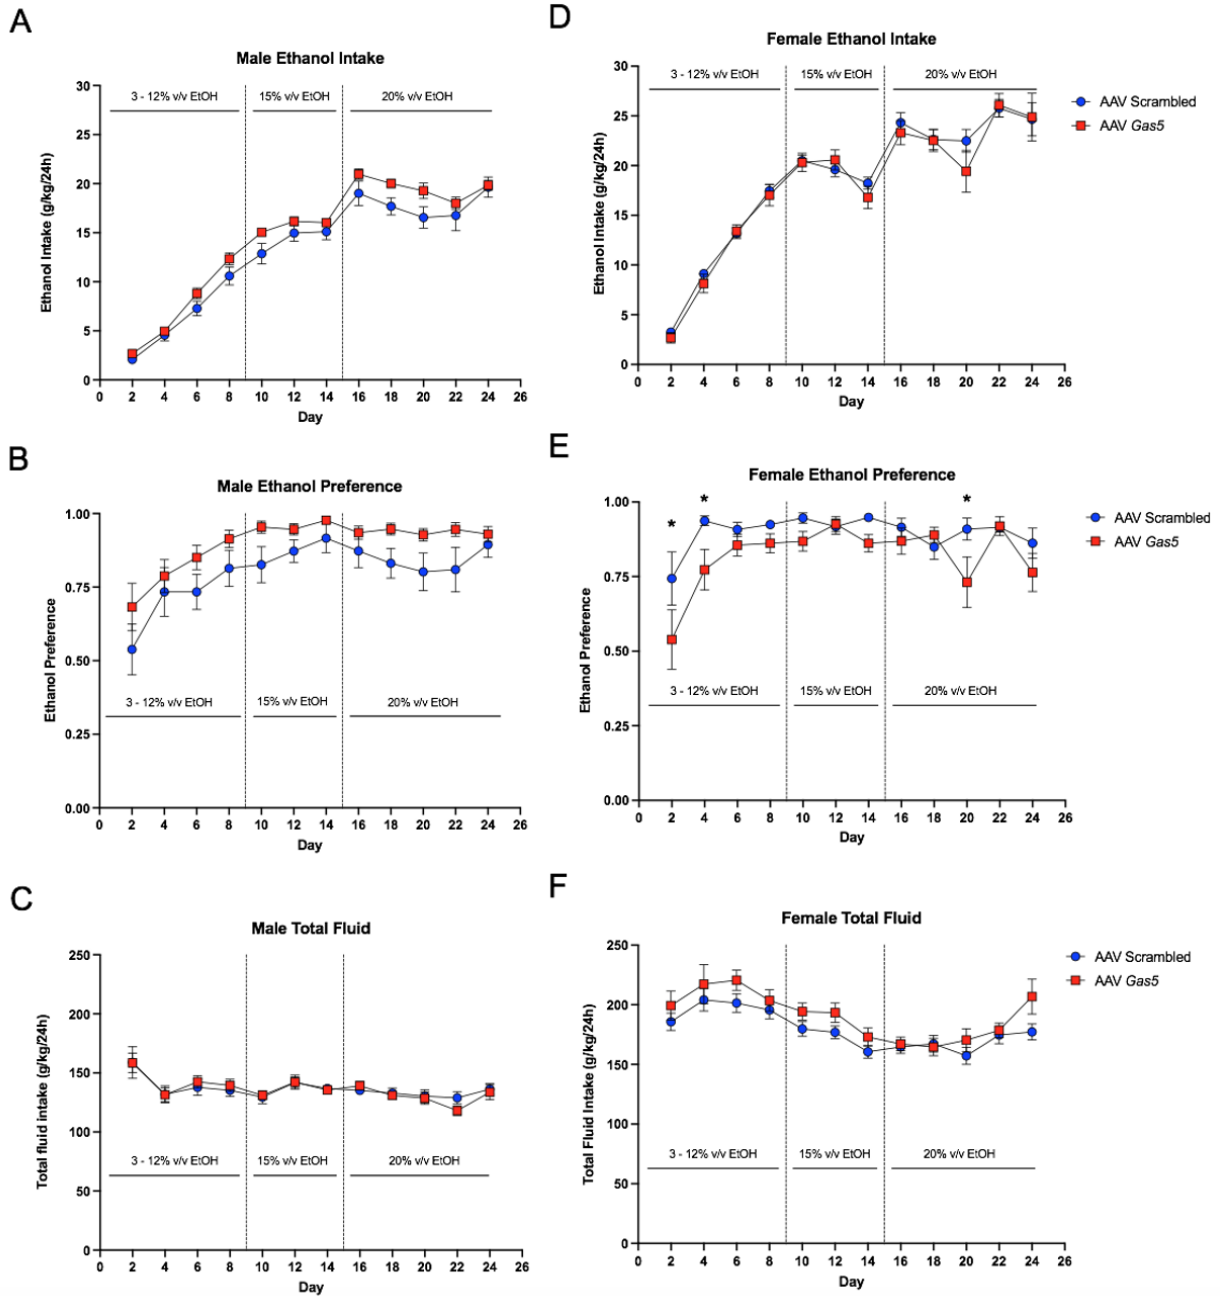 A
Male Ethanol Intake
3 - 12% v/v EtOH
15% v/v EtOH
20% v/v EtOH
Ethanol Intake (g/kg/24h)
30
25
20
15
10
5
0
0 2 4 6 8 10 12 14 16 18 20 22 24 26
Day
B
Male Ethanol Preference
Ethanol Preference
1.00
0.75
0.50
0.25
0.00
3 - 12% v/v EtOH
15% v/v EtOH
20% v/v EtOH
0 2 4 6 8 10 12 14 16 18 20 22 24 26
Day
C
Male Total Fluid
Total fluid intake (g/kg/24h)
250
200
150
100
50
0
3 - 12% v/v EtOH
15% v/v EtOH
20% v/v EtOH
0 2 4 6 8 10 12 14 16 18 20 22 24 26
Day
D
Female Ethanol Intake
3 - 12% v/v EtOH
15% v/v EtOH
20% v/v EtOH
AAV Scrambled
AAV Gas5
Ethanol Intake (g/kg/24h)
30
25
20
15
10
5
0
0 2 4 6 8 10 12 14 16 18 20 22 24 26
Day
E
Female Ethanol Preference
* * *
AAV Scrambled
AAV Gas5
Ethanol Preference
1.00
0.75
0.50
0.25
0.00
3 - 12% v/v EtOH
15% v/v EtOH
20% v/v EtOH
0 2 4 6 8 10 12 14 16 18 20 22 24 26
Day
F
Female Total Fluid
AAV Scrambled
AAV Gas5
Total Fluid Intake (g/kg/24h)
250
200
150
100
50
0
3 - 12% v/v EtOH
15% v/v EtOH
20% v/v EtOH
0 2 4 6 8 10 12 14 16 18 20 22 24 26
Day